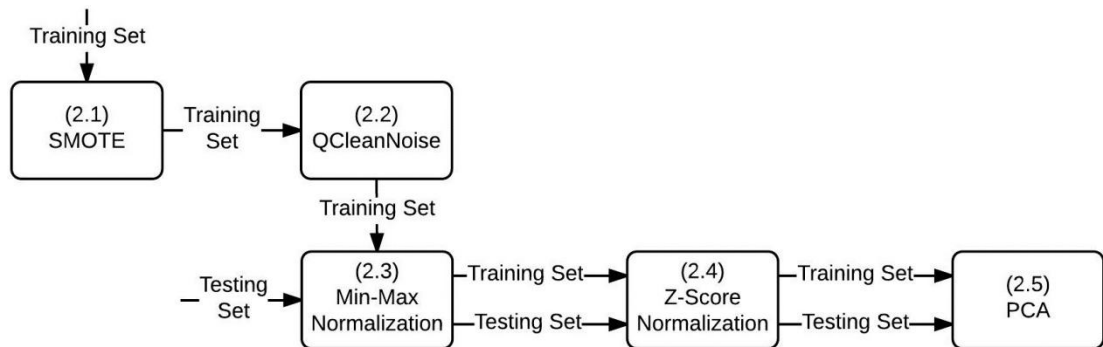 Training Set
(2.1)
SMOTE
Training
Set
(2.2)
QCleanNoise
Training Set
Testing
Set
(2.3)
Min-Max
Normalization
Training Set
Testing Set
(2.4)
Z-Score
Normalization
Training Set
Testing Set
(2.5)
PCA